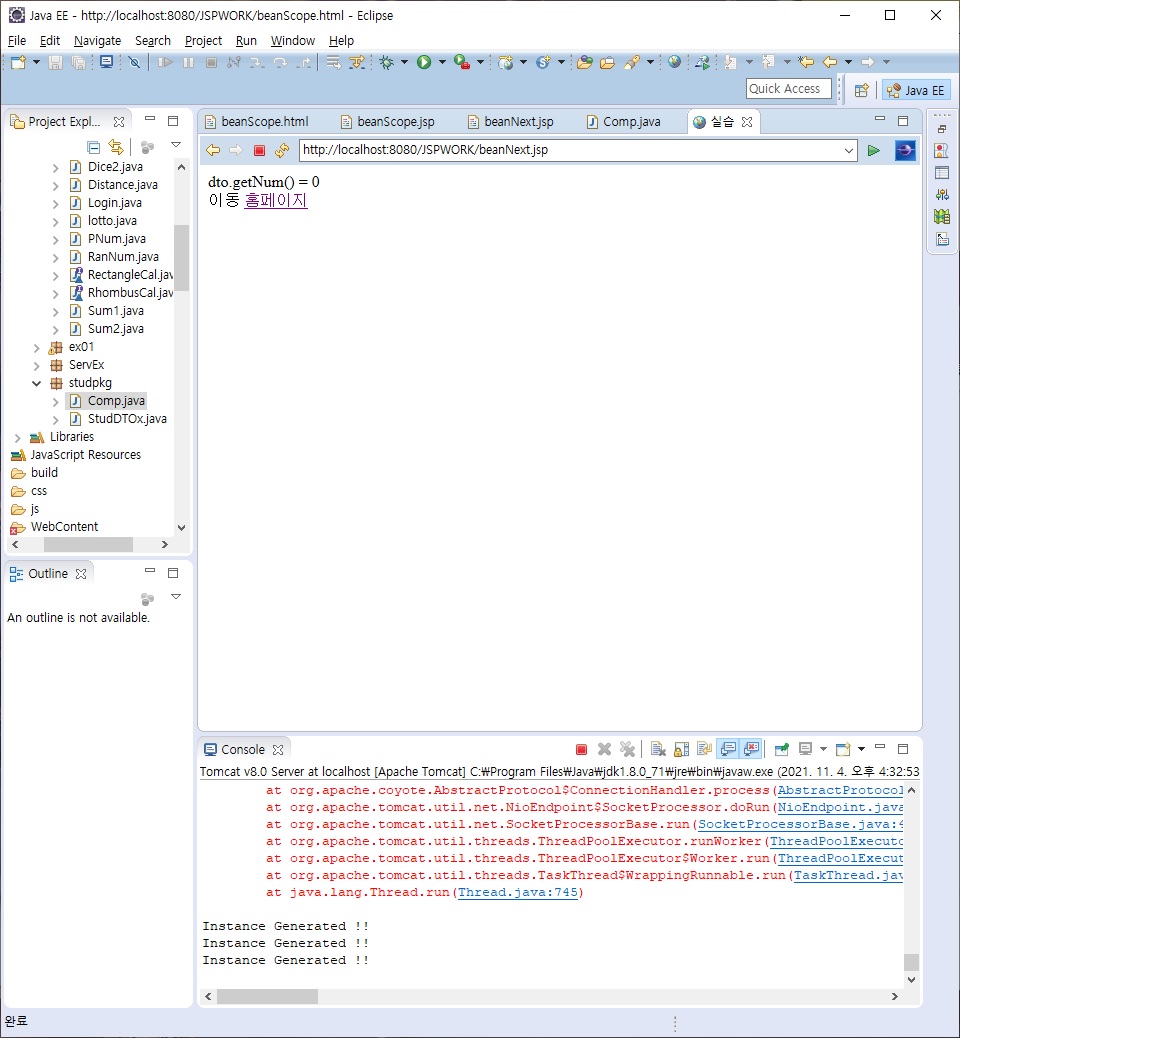 Java EE - http://localhost:8080/JSPWORK/beanScope.html - Eclipse
File Edit Navigate Search Project Run Window Help
Quick Access
Java EE
Project Expl...
Dice2.java
Distance.java
Login.java
lotto.java
PNum.java
RanNum.java
RectangleCal.jav
RhombusCal.jav
Sum1.java
Sum2.java
ex01
ServEx
studpkg
Comp.java
StudDTOx.java
Libraries
JavaScript Resources
build
css
js
WebContent
Outline
An outline is not available.
beanScope.html beanScope.jsp beanNext.jsp Comp.java 실습
http://localhost:8080/JSPWORK/beanNext.jsp
dto.getNum() = 0
이동 홈페이지
Console
Tomcat v8.0 Server at localhost [Apache Tomcat] C:₩Program Files₩Java₩jdk1.8.0_71₩jre₩bin₩javaw.exe (2021. 11. 4. 오후 4:32:53
at org.apache.coyote.AbstractProtocol$ConnectionHandler.process(AbstractProtocol
at org.apache.tomcat.util.net.NioEndpoint$SocketProcessor.doRun(NioEndpoint.java
at org.apache.tomcat.util.net.SocketProcessorBase.run(SocketProcessorBase.java:4
at org.apache.tomcat.util.threads.ThreadPoolExecutor.runWorker(ThreadPoolExecuto
at org.apache.tomcat.util.threads.ThreadPoolExecutor$Worker.run(ThreadPoolExecut
at org.apache.tomcat.util.threads.TaskThread$WrappingRunnable.run(TaskThread.jav
at java.lang.Thread.run(Thread.java:745)
Instance Generated !!
Instance Generated !!
Instance Generated !!
완료